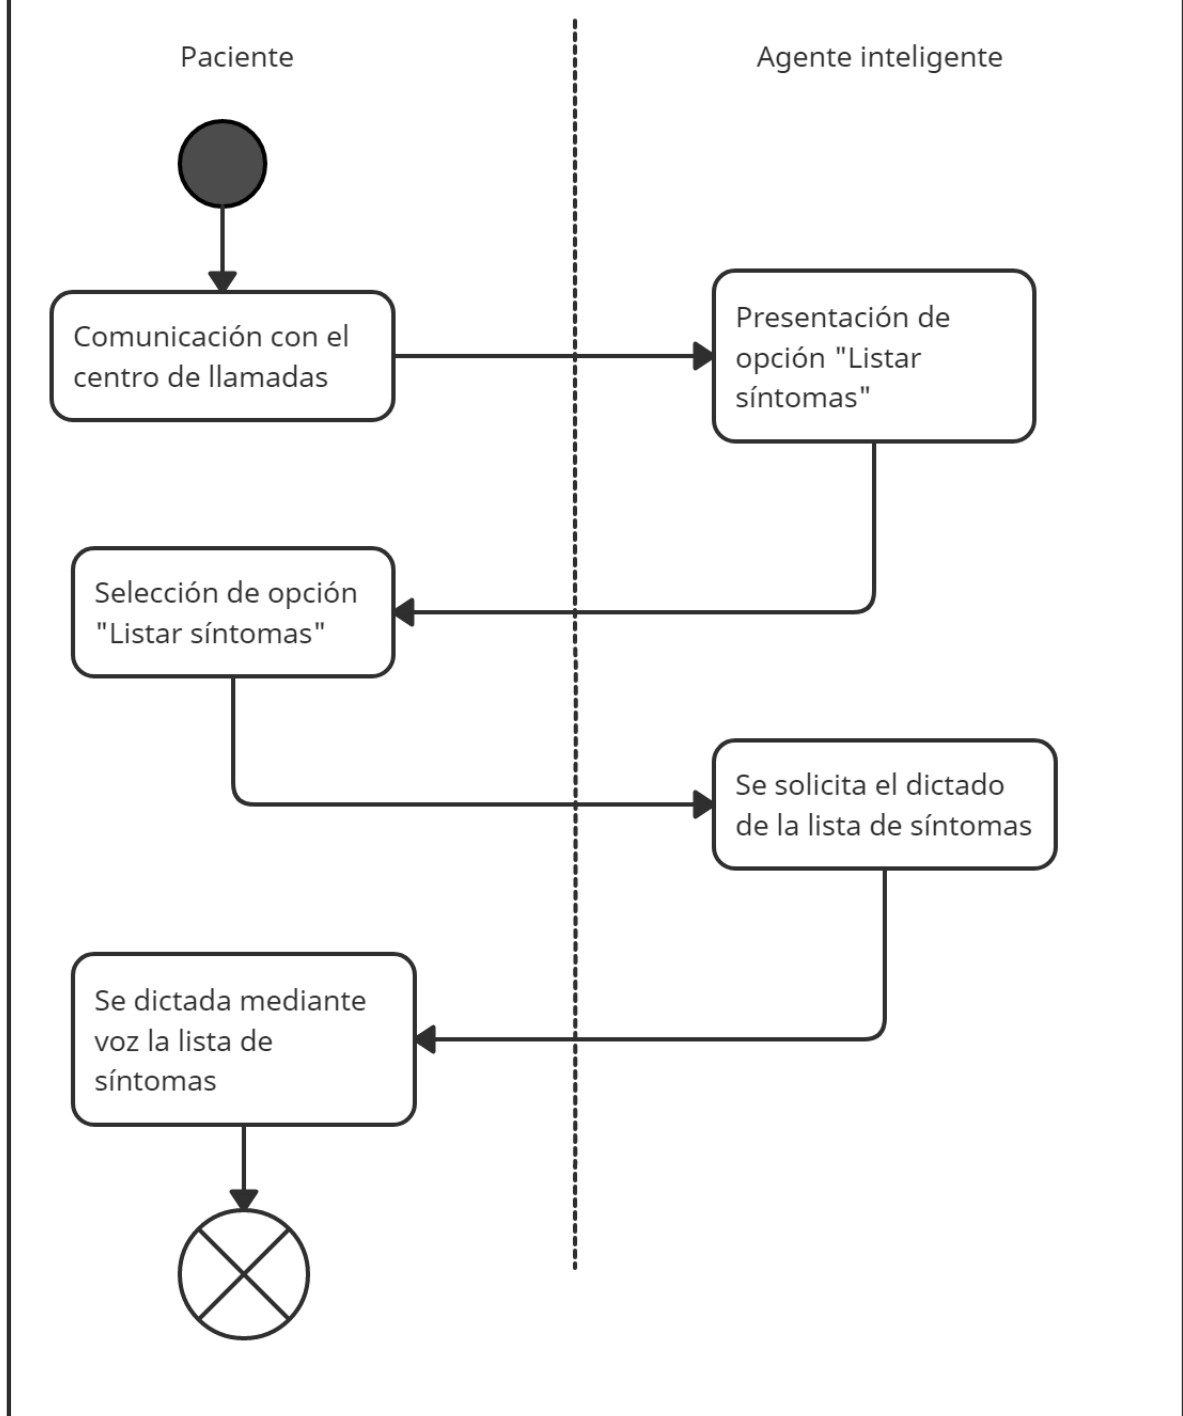 Paciente
Agente inteligente
Comunicación con el
centro de llamadas
Presentación de
opción "Listar
síntomas"
Selección de opción
"Listar síntomas"
Se solicita el dictado
de la lista de síntomas
Se dictada mediante
voz la lista de
síntomas